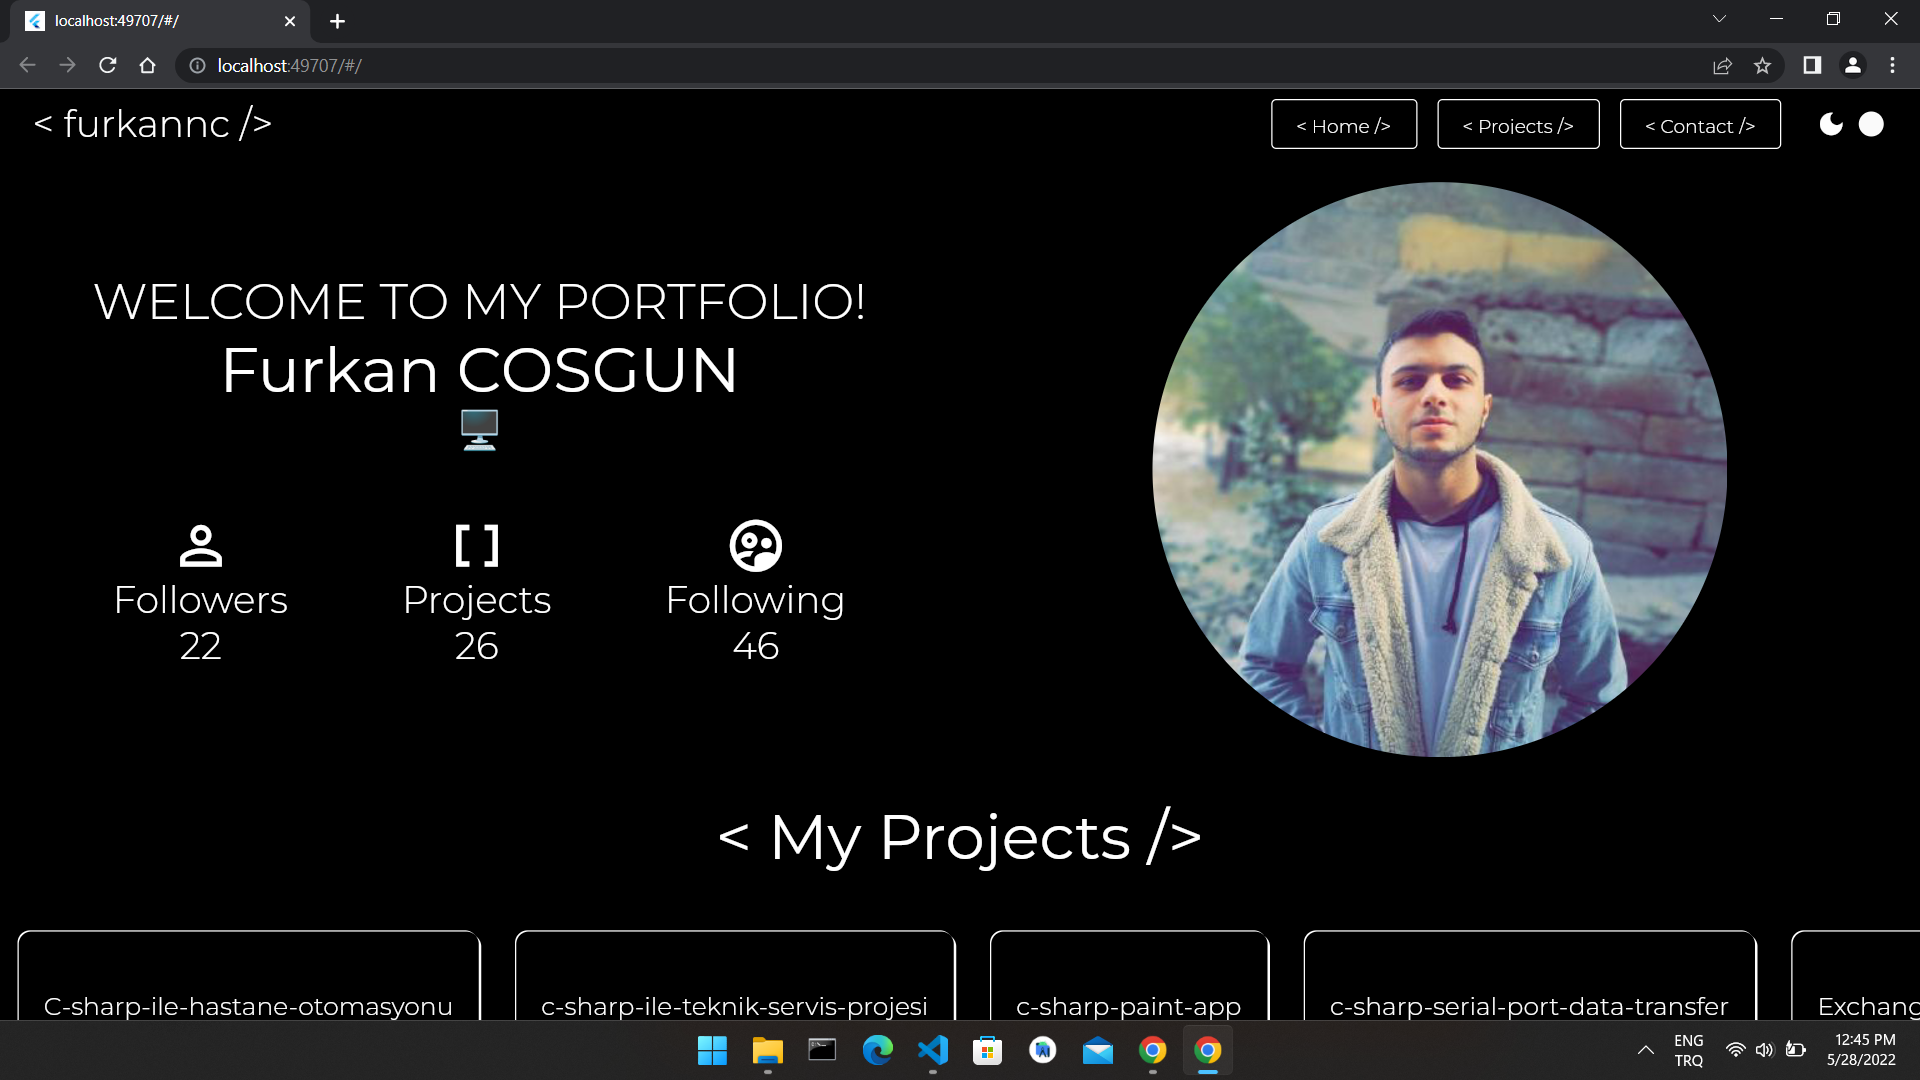 localhost:49707/#/
localhost:49707/#/
< furkannc />
< Home />
< Projects />
< Contact />
WELCOME TO MY PORTFOLIO!
Furkan COSGUN
Followers
22
Projects
26
Following
46
< My Projects />
C-sharp-ile-hastane-otomasyonu
c-sharp-ile-teknik-servis-projesi
c-sharp-paint-app
c-sharp-serial-port-data-transfer
Exchang
ENG
TRQ
12:45 PM
5/28/2022